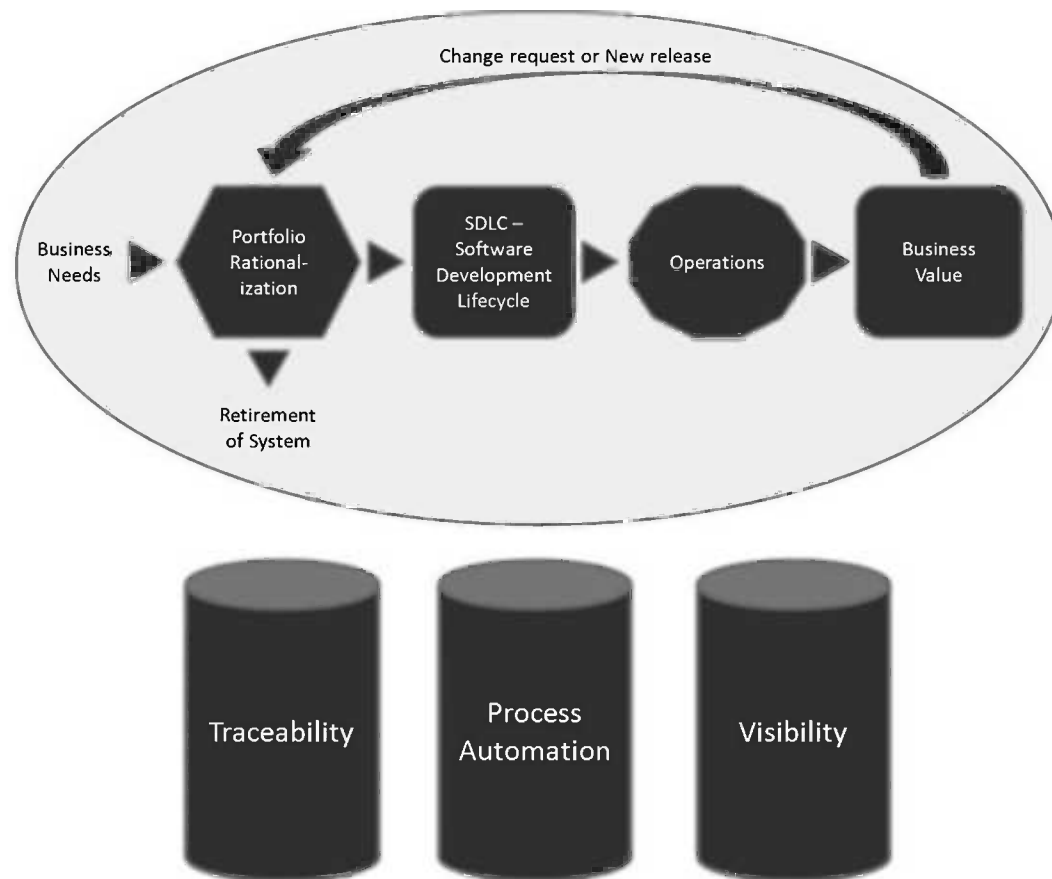 Change request or New release
Business
Needs
Portfolio
Rational-
ization
SDLC –
Software
Development
Lifecycle
Operations
Business
Value
Retirement
of System
Traceability
Process
Automation
Visibility